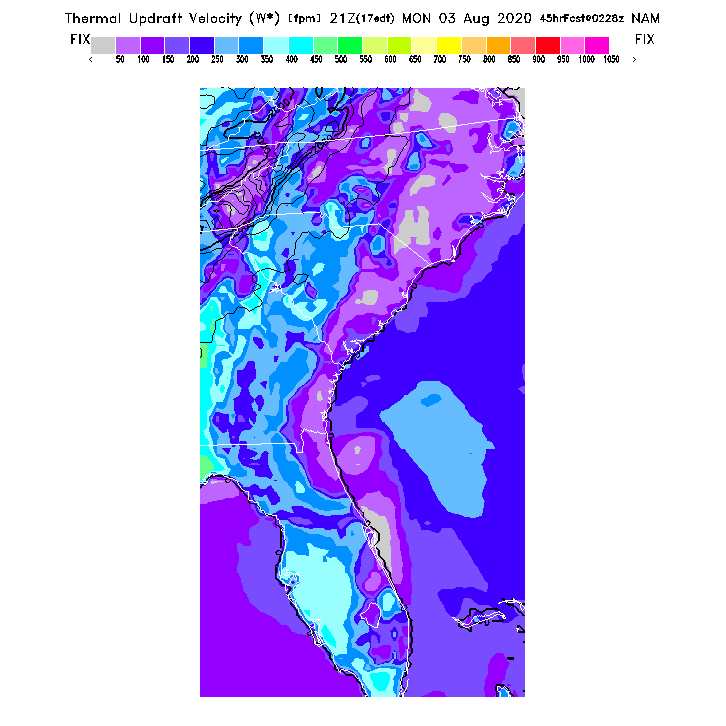 Thermal Updraft Velocity (W*) [fpm] 21Z(17edt) MON 03 Aug 2020 45hrFcst@0228z NAM
FIX FIX
< 50 100 150 200 250 300 350 400 450 500 550 600 650 700 750 800 850 900 950 1000 1050 >